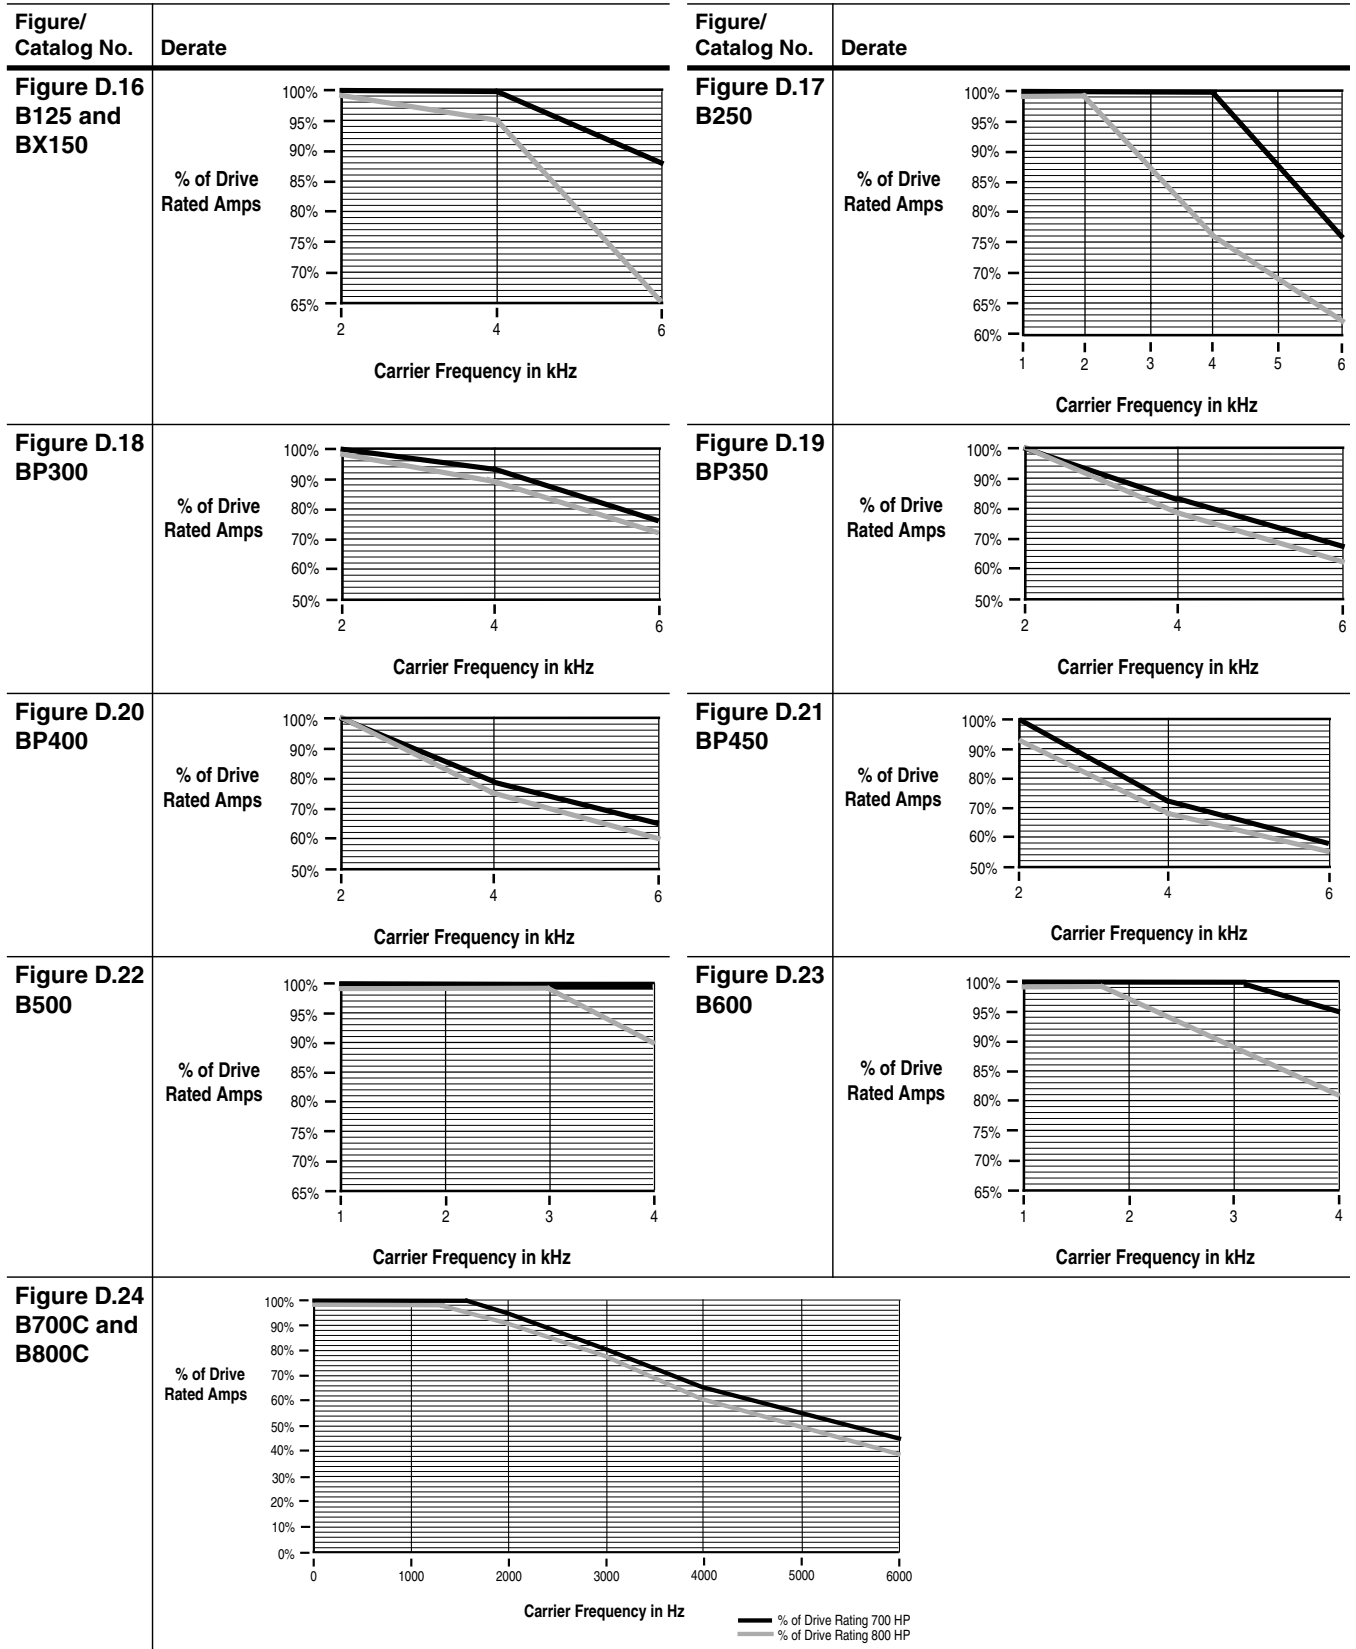 Figure/
Catalog No. Derate
Figure/
Catalog No. Derate
Figure D.16
B125 and
BX150
% of Drive
Rated Amps
100%
95%
90%
85%
80%
75%
70%
65%
2 4 6
Carrier Frequency in kHz
Figure D.17
B250
% of Drive
Rated Amps
100%
95%
90%
85%
80%
75%
70%
65%
60%
1 2 3 4 5 6
Carrier Frequency in kHz
Figure D.18
BP300
% of Drive
Rated Amps
100%
90%
80%
70%
60%
50%
2 4 6
Carrier Frequency in kHz
Figure D.19
BP350
% of Drive
Rated Amps
100%
90%
80%
70%
60%
50%
2 4 6
Carrier Frequency in kHz
Figure D.20
BP400
% of Drive
Rated Amps
100%
90%
80%
70%
60%
50%
2 4 6
Carrier Frequency in kHz
Figure D.21
BP450
% of Drive
Rated Amps
100%
90%
80%
70%
60%
50%
2 4 6
Carrier Frequency in kHz
Figure D.22
B500
% of Drive
Rated Amps
100%
95%
90%
85%
80%
75%
70%
65%
1 2 3 4
Carrier Frequency in kHz
Figure D.23
B600
% of Drive
Rated Amps
100%
95%
90%
85%
80%
75%
70%
65%
1 2 3 4
Carrier Frequency in kHz
Figure D.24
B700C and
B800C
% of Drive
Rated Amps
100%
90%
80%
70%
60%
50%
40%
30%
20%
10%
0%
0 1000 2000 3000 4000 5000 6000
Carrier Frequency in Hz
% of Drive Rating 700 HP
% of Drive Rating 800 HP